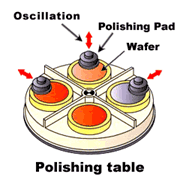 Oscillation
Polishing Pad
Wafer
Polishing table